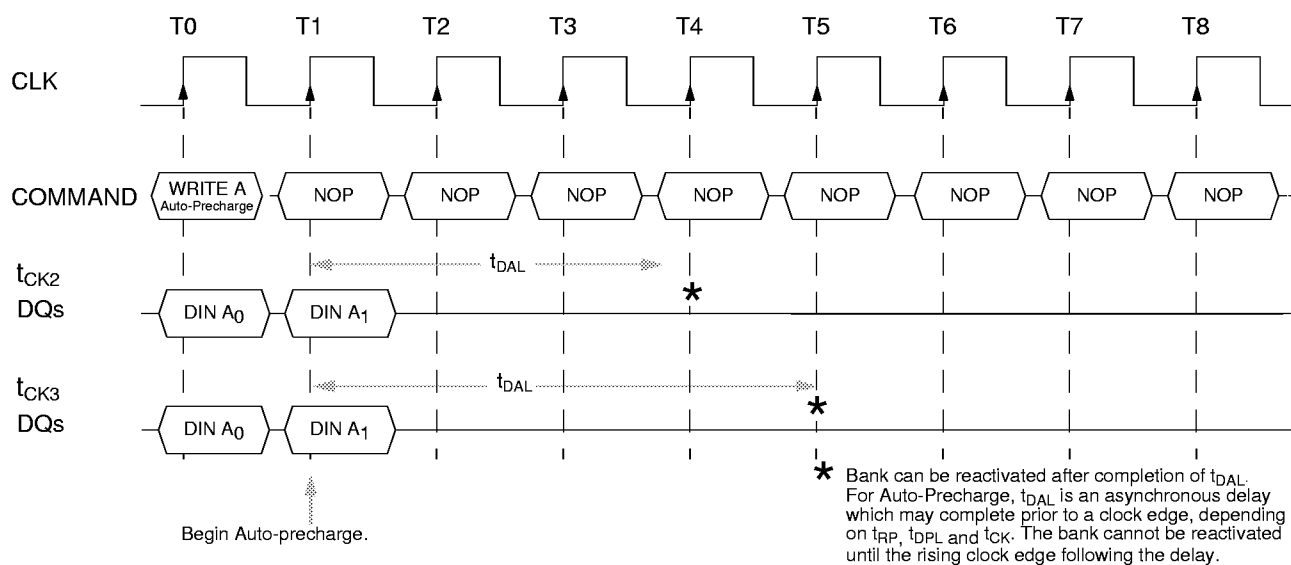 T0 T1 T2 T3 T4 T5 T6 T7 T8
CLK
COMMAND
WRITE A
Auto-Precharge
NOP NOP NOP NOP NOP NOP NOP NOP
tCK2
tDAL
*
DQs
DIN A0 DIN A1
tCK3
tDAL
*
DQs
DIN A0 DIN A1
Begin Auto-precharge.
* Bank can be reactivated after completion of tDAL.
For Auto-Precharge, tDAL is an asynchronous delay
which may complete prior to a clock edge, depending
on tRP, tDPL and tCK. The bank cannot be reactivated
until the rising clock edge following the delay.